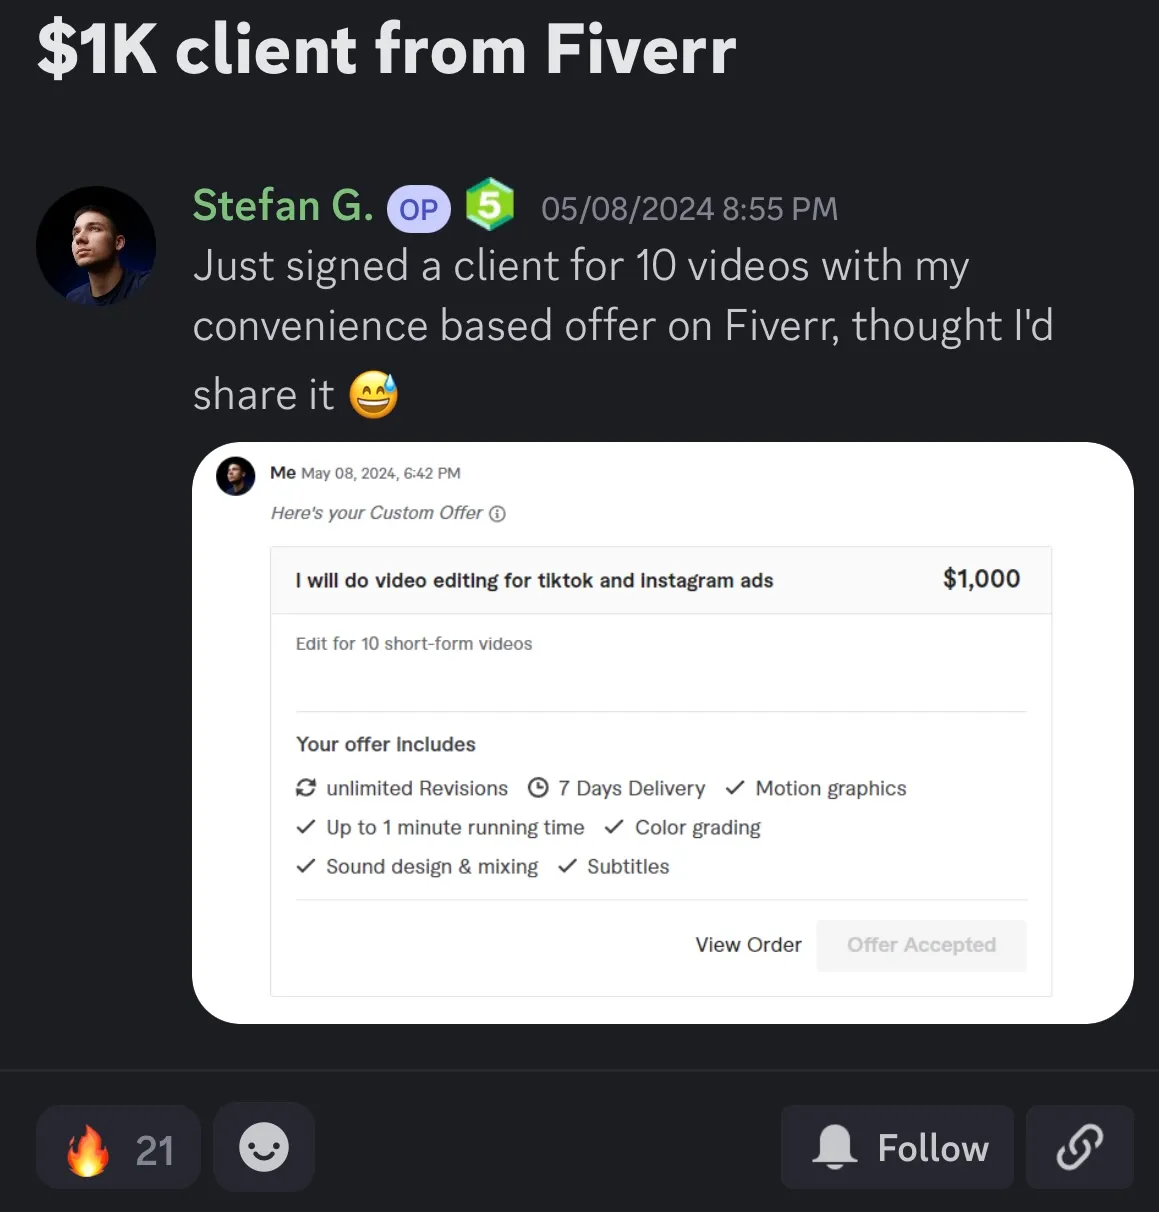 $1K client from Fiverr
Stefan G. OP 5 05/08/2024 8:55 PM
Just signed a client for 10 videos with my
convenience based offer on Fiverr, thought I'd
share it 😅
Me May 08, 2024, 6:42 PM
Here's your Custom Offer
I will do video editing for tiktok and instagram ads $1,000
Edit for 10 short-form videos
Your offer includes
unlimited Revisions 7 Days Delivery ✓ Motion graphics
✓ Up to 1 minute running time ✓ Color grading
✓ Sound design & mixing ✓ Subtitles
View Order Offer Accepted
🔥 21 Follow